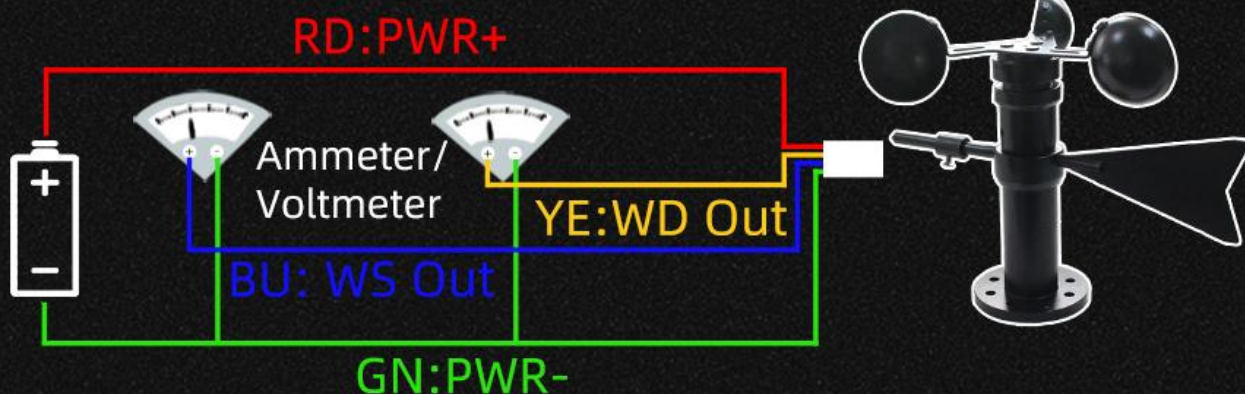 RD:PWR+
Ammeter/
Voltmeter
YE:WD Out
BU: WS Out
GN:PWR-